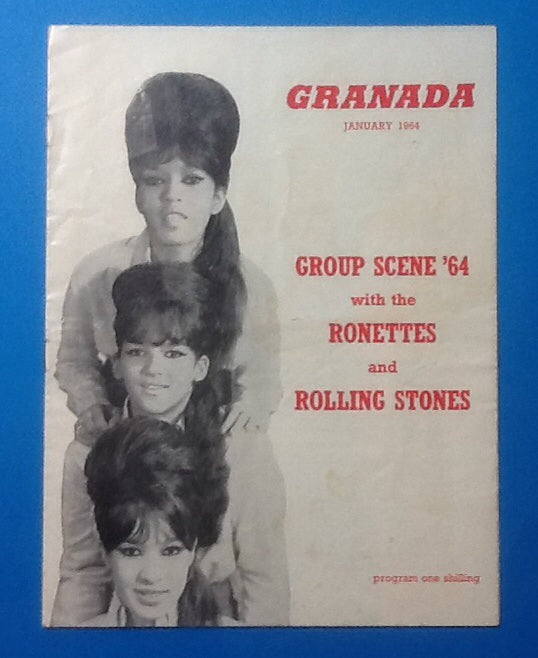 GRANADA
JANUARY 1964
GROUP SCENE '64
with the
RONETTES
and
ROLLING STONES
program one shilling